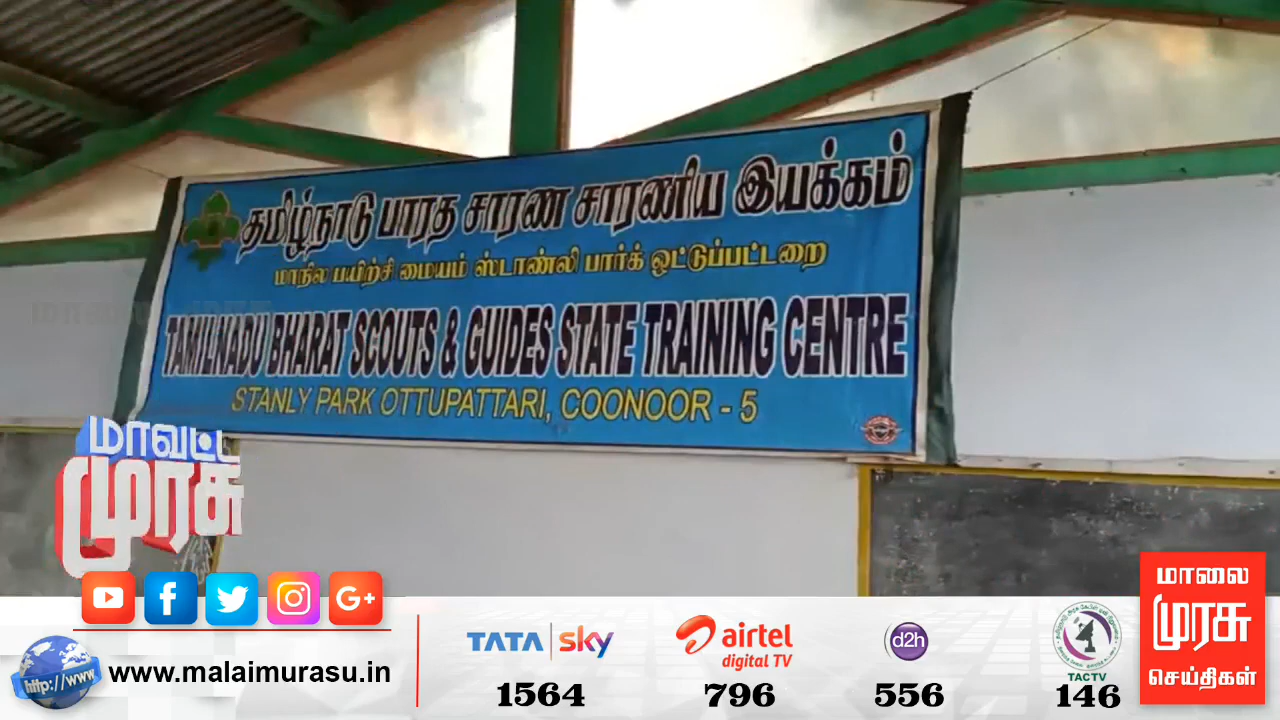 தமிழ்நாடு பாரத சாரண சாரணிய இயக்கம்
மாநில பயிற்சி மையம் ஸ்டாண்லி பார்க் ஒட்டுப்பட்டறை
TAMILNADU BHARAT SCOUTS & GUIDES STATE TRAINING CENTRE
STANLY PARK OTTUPATTARI, COONOOR - 5
மாவட்ட
முரசு
G+
http://www
www.malaimurasu.in
TATA sky
1564
airtel
digital TV
796
d2h
556
TACTV
146
மாலை
முரசு
செய்திகள்